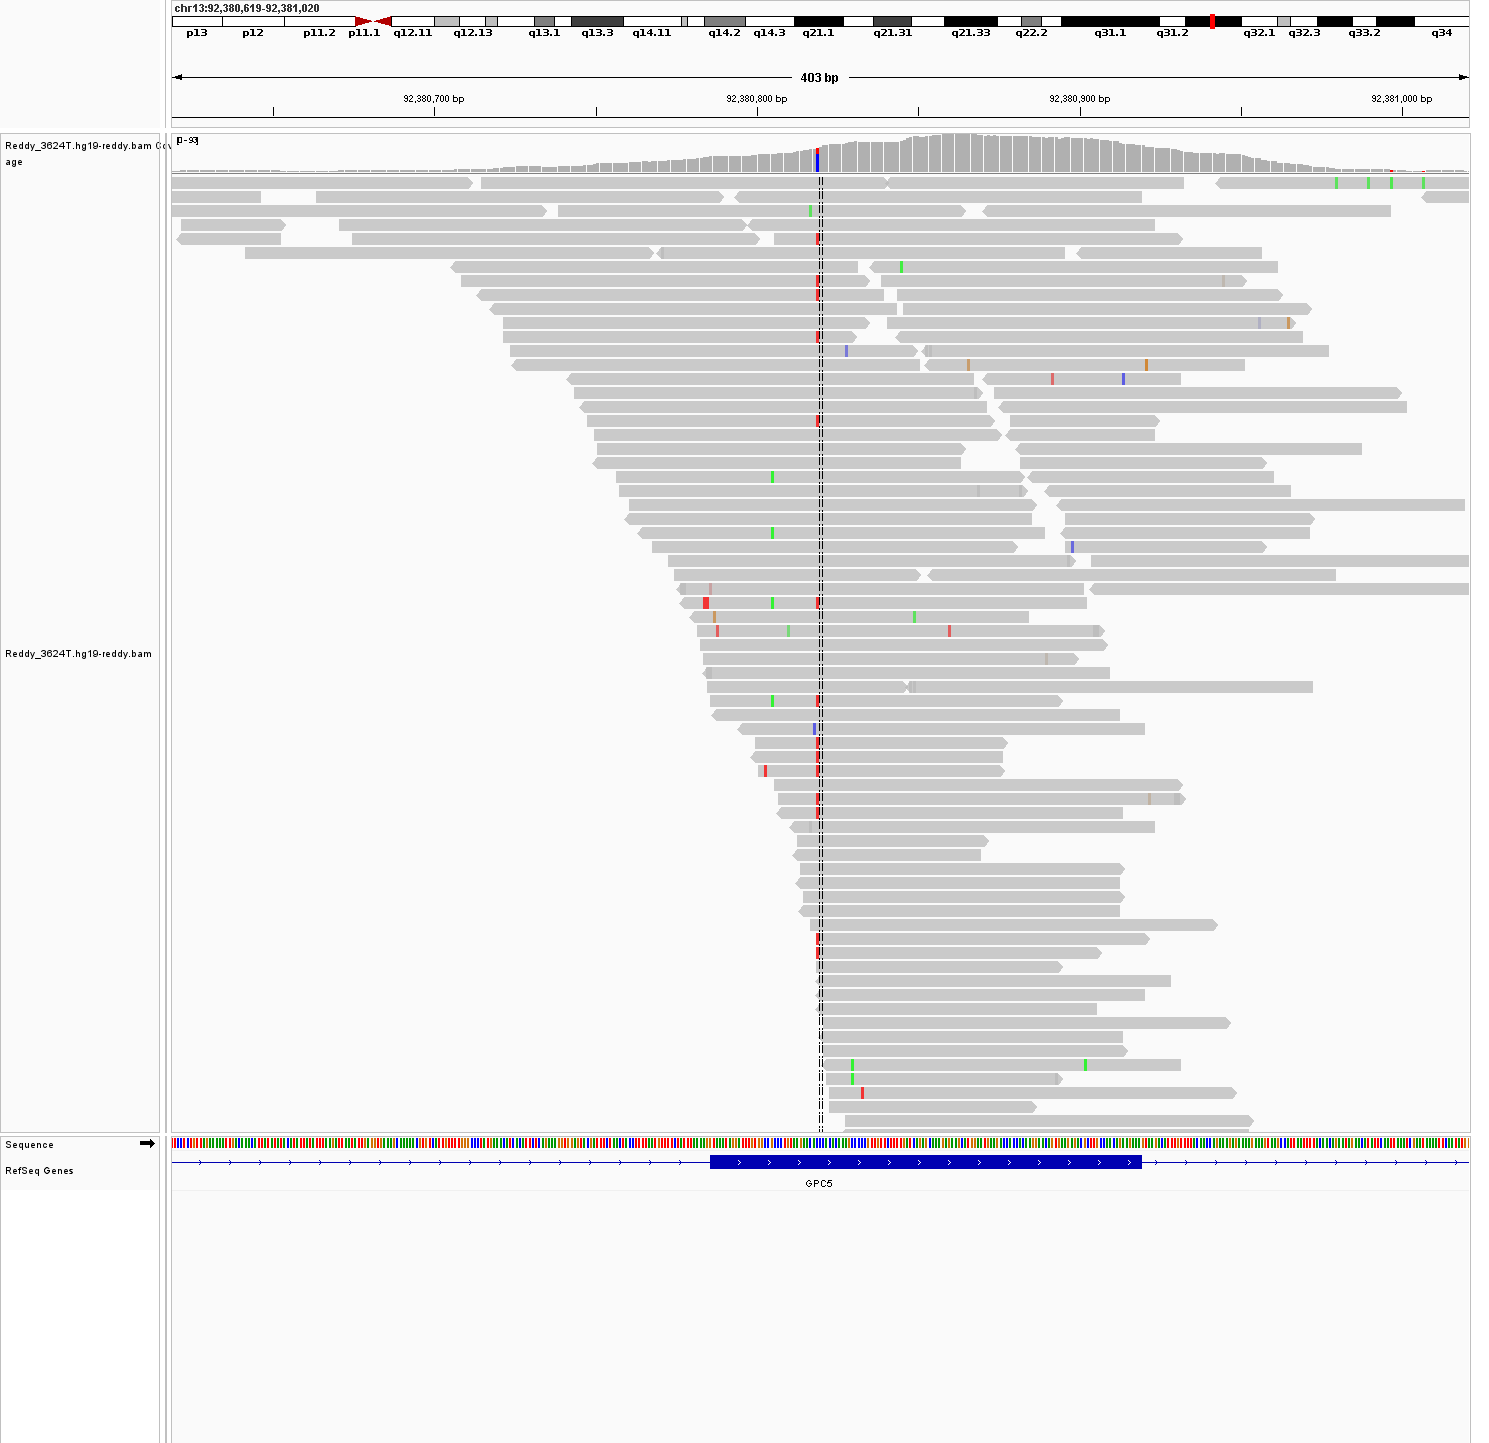 chr13:92,380,619-92,381,020
p13 p12 p11.2 p11.1 q12.11 q12.13 q13.1 q13.3 q14.11 q14.2 q14.3 q21.1 q21.31 q21.33 q22.2 q31.1 q31.2 q32.1 q32.3 q33.2 q34
403 bp
92,380,700 bp 92,380,800 bp 92,380,900 bp 92,381,000 bp
[0 - 93]
Reddy_3624T.hg19-reddy.bam Cov
age
Reddy_3624T.hg19-reddy.bam
Sequence
RefSeq Genes
GPC5